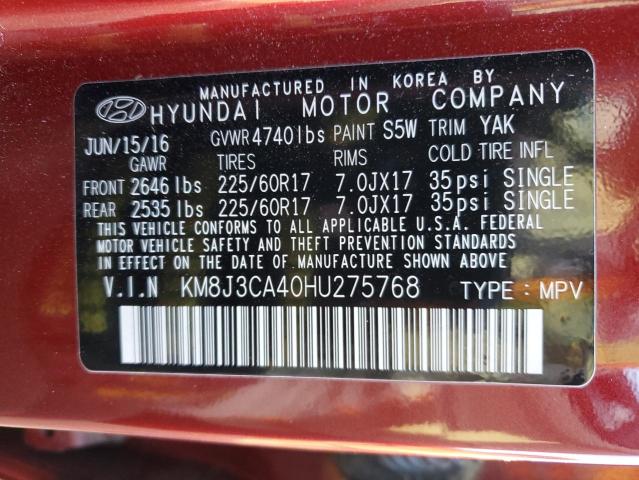 MANUFACTURED IN KOREA BY
HYUNDAI MOTOR COMPANY
JUN/15/16 GVWR 4740lbs PAINT S5W TRIM YAK
GAWR TIRES RIMS COLD TIRE INFL
FRONT 2646 lbs 225/60R17 7.0JX17 35psi SINGLE
REAR 2535 lbs 225/60R17 7.0JX17 35psi SINGLE
THIS VEHICLE CONFORMS TO ALL APPLICABLE U.S.A. FEDERAL
MOTOR VEHICLE SAFETY AND THEFT PREVENTION STANDARDS
IN EFFECT ON THE DATE OF MANUFACTURE SHOWN ABOVE.
V.I.N KM8J3CA40HU275768 TYPE : MPV